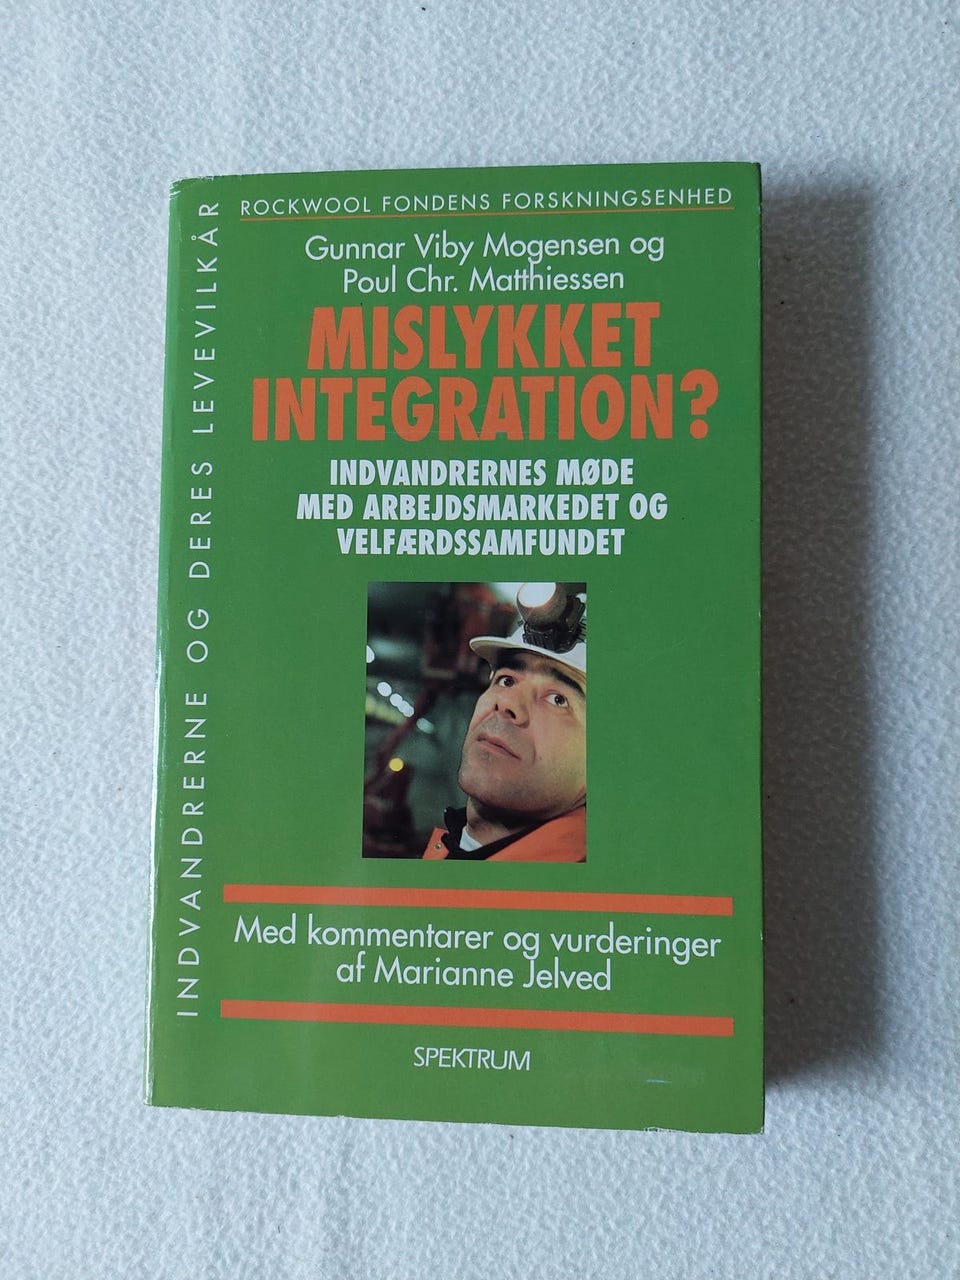 ROCKWOOL FONDENS FORSKNINGSENHED
Gunnar Viby Mogensen og
Poul Chr. Matthiessen
MISLYKKET
INTEGRATION?
INDVANDRERNES MØDE
MED ARBEJDSMARKEDET OG
VELFÆRDSSAMFUNDET
INDVANDRERNE OG DERES LEVEVILKÅR
Med kommentarer og vurderinger
af Marianne Jelved
SPEKTRUM